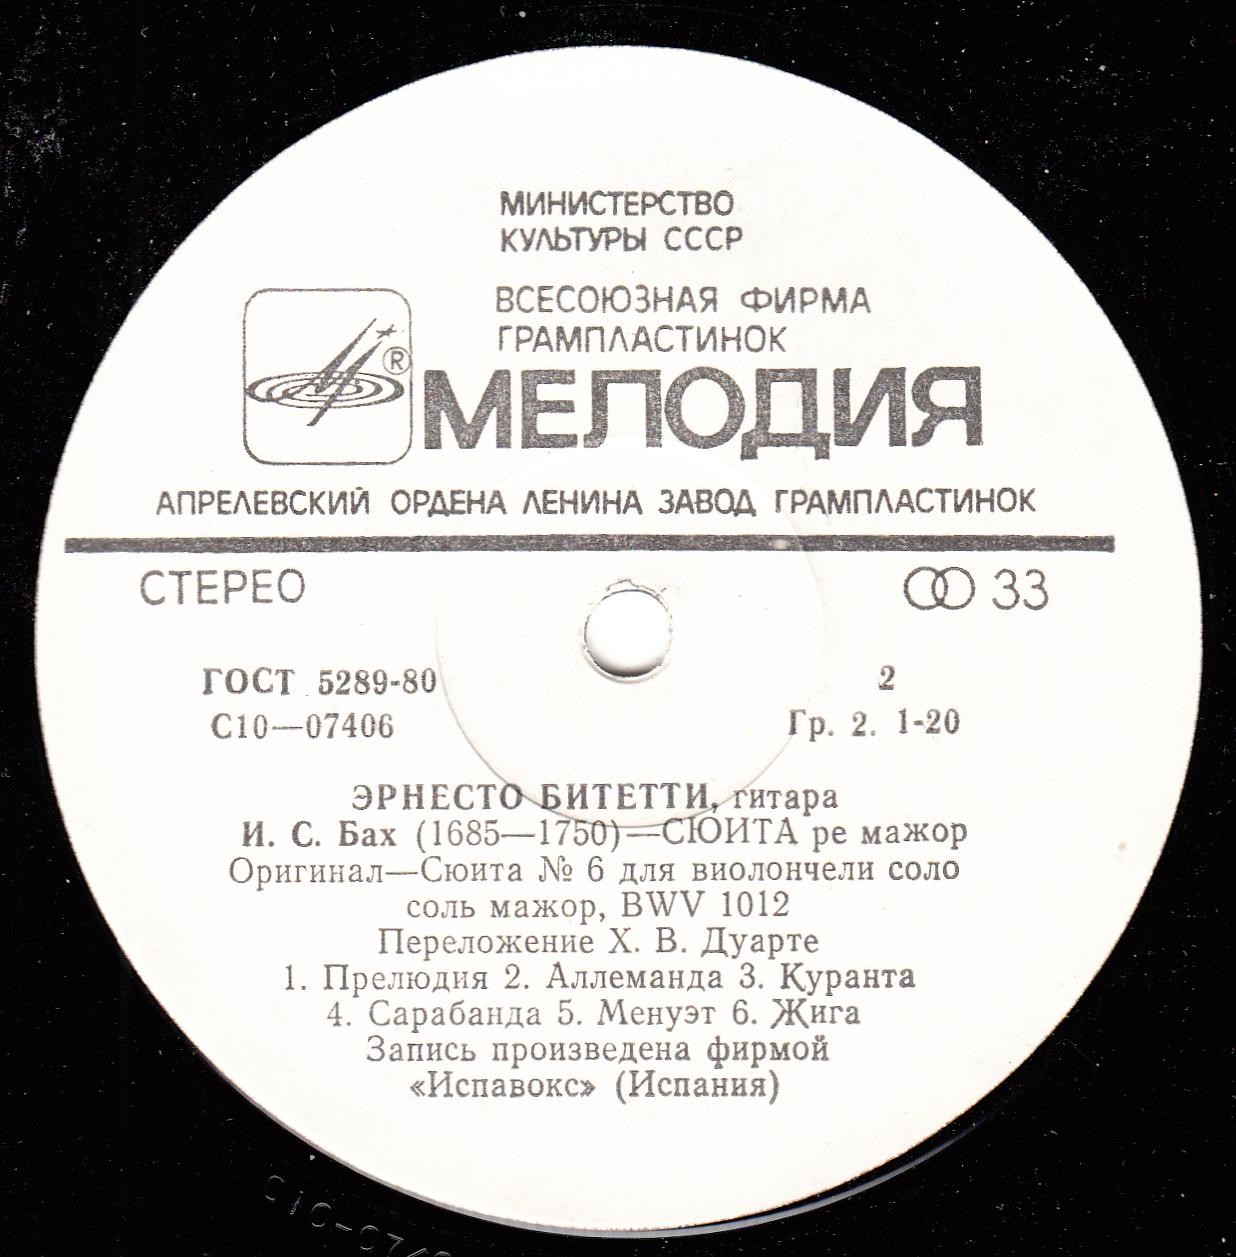 МИНИСТЕРСТВО
КУЛЬТУРЫ СССР
ВСЕСОЮЗНАЯ ФИРМА
ГРАМПЛАСТИНОК
®
МЕЛОДИЯ
АПРЕЛЕВСКИЙ ОРДЕНА ЛЕНИНА ЗАВОД ГРАМПЛАСТИНОК
СТЕРЕО 33
ГОСТ 5289-80 2
С10—07406 Гр. 2. 1-20
ЭРНЕСТО БИТЕТТИ, гитара
И. С. Бах (1685—1750)—СЮИТА ре мажор
Оригинал—Сюита № 6 для виолончели соло
соль мажор, BWV 1012
Переложение Х. В. Дуарте
1. Прелюдия 2. Аллеманда 3. Куранта
4. Сарабанда 5. Менуэт 6. Жига
Запись произведена фирмой
«Испавокс» (Испания)